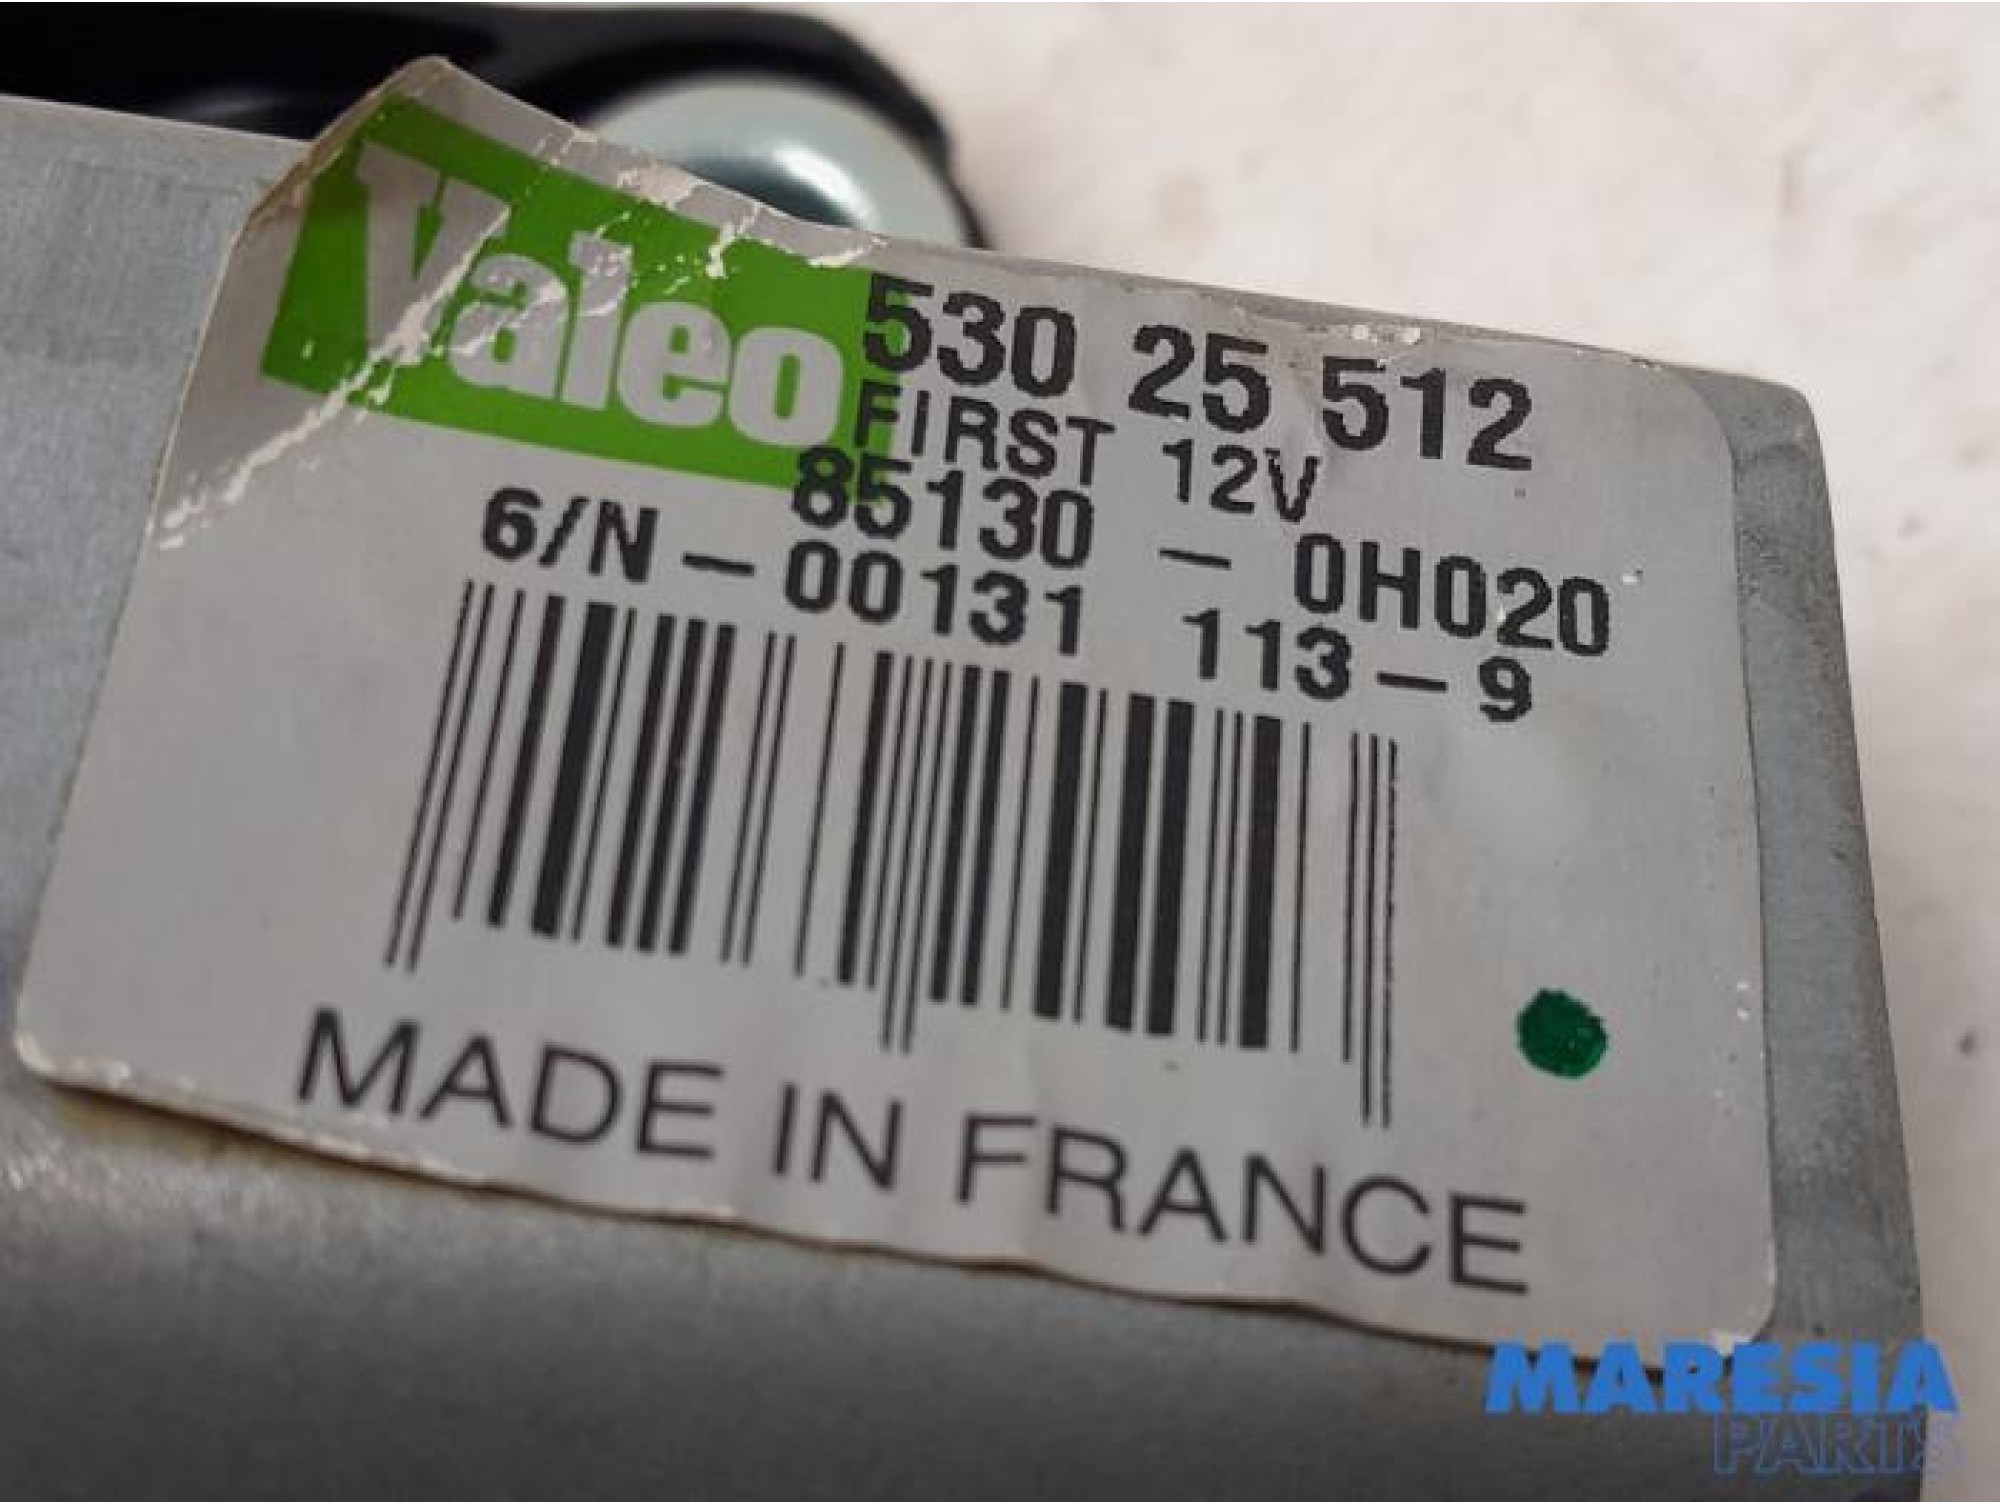 Valeo
530 25 512
FIRST 12V
85130 - 0H020
6/N-00131 113-9
MADE IN FRANCE
MARESIA
PARTS